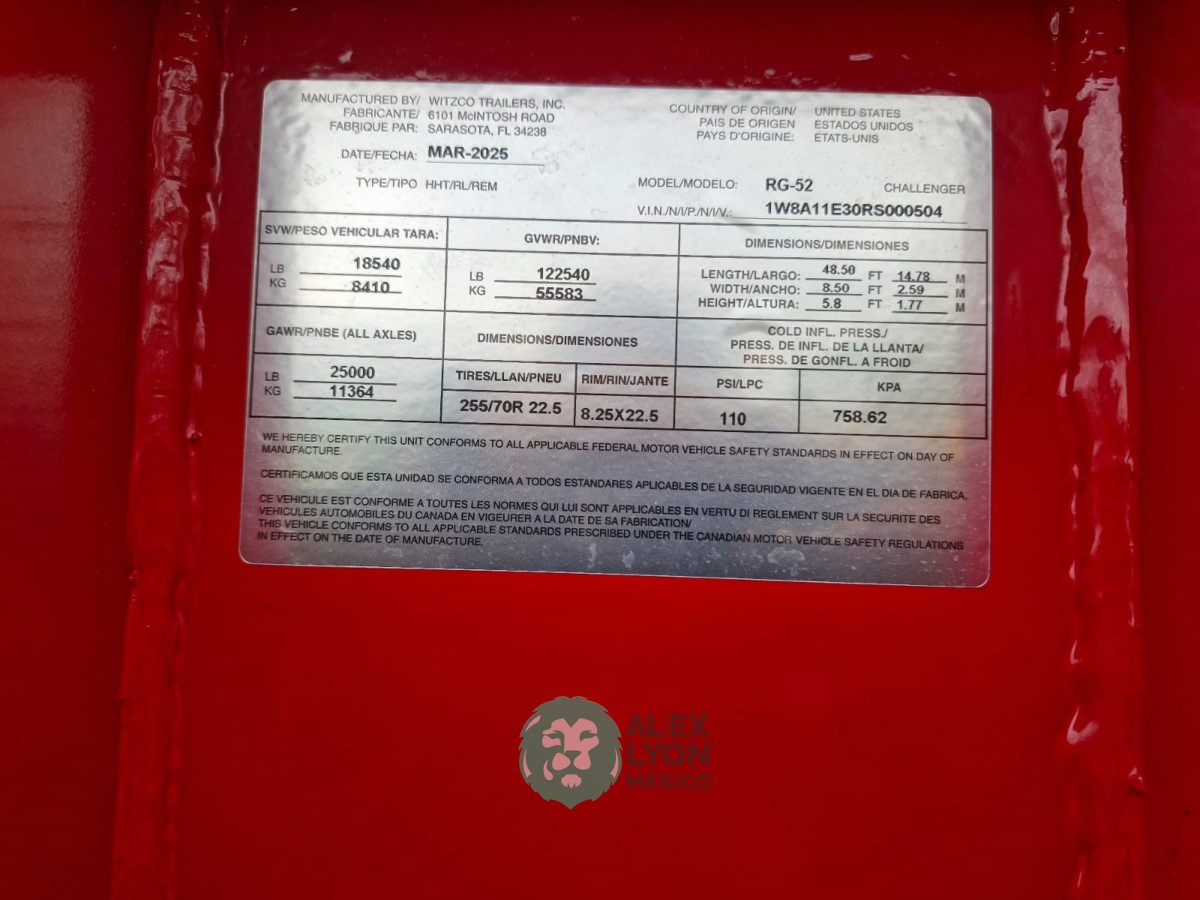 MANUFACTURED BY/ WITZCO TRAILERS, INC.
FABRICANTE/ 6101 McINTOSH ROAD
FABRIQUE PAR: SARASOTA, FL 34238
COUNTRY OF ORIGIN/ UNITED STATES
PAIS DE ORIGEN ESTADOS UNIDOS
PAYS D'ORIGINE: ETATS-UNIS
DATE/FECHA: MAR-2025
TYPE/TIPO HHT/RL/REM
MODEL/MODELO: RG-52 CHALLENGER
V.I.N./N/I/P./N/I/V.: 1W8A11E30RS000504
SVW/PESO VEHICULAR TARA:
LB 18540
KG 8410
GVWR/PNBV:
LB 122540
KG 55583
DIMENSIONS/DIMENSIONES
LENGTH/LARGO: 48.50 FT 14.78 M
WIDTH/ANCHO: 8.50 FT 2.59 M
HEIGHT/ALTURA: 5.8 FT 1.77 M
GAWR/PNBE (ALL AXLES)
LB 25000
KG 11364
DIMENSIONS/DIMENSIONES
TIRES/LLAN/PNEU RIM/RIN/JANTE
255/70R 22.5 8.25X22.5
COLD INFL. PRESS./
PRESS. DE INFL. DE LA LLANTA/
PRESS. DE GONFL. A FROID
PSI/LPC KPA
110 758.62
WE HEREBY CERTIFY THIS UNIT CONFORMS TO ALL APPLICABLE FEDERAL MOTOR VEHICLE SAFETY STANDARDS IN EFFECT ON DAY OF
MANUFACTURE.
CERTIFICAMOS QUE ESTA UNIDAD SE CONFORMA A TODOS ESTANDARES APLICABLES DE LA SEGURIDAD VIGENTE EN EL DIA DE FABRICA.
CE VEHICULE EST CONFORME A TOUTES LES NORMES QUI LUI SONT APPLICABLES EN VERTU DI REGLEMENT SUR LA SECURITE DES
VEHICULES AUTOMOBILES DU CANADA EN VIGEURER A LA DATE DE SA FABRICATION/
THIS VEHICLE CONFORMS TO ALL APPLICABLE STANDARDS PRESCRIBED UNDER THE CANADIAN MOTOR VEHICLE SAFETY REGULATIONS
IN EFFECT ON THE DATE OF MANUFACTURE.
ALEX
LYON
MÉXICO